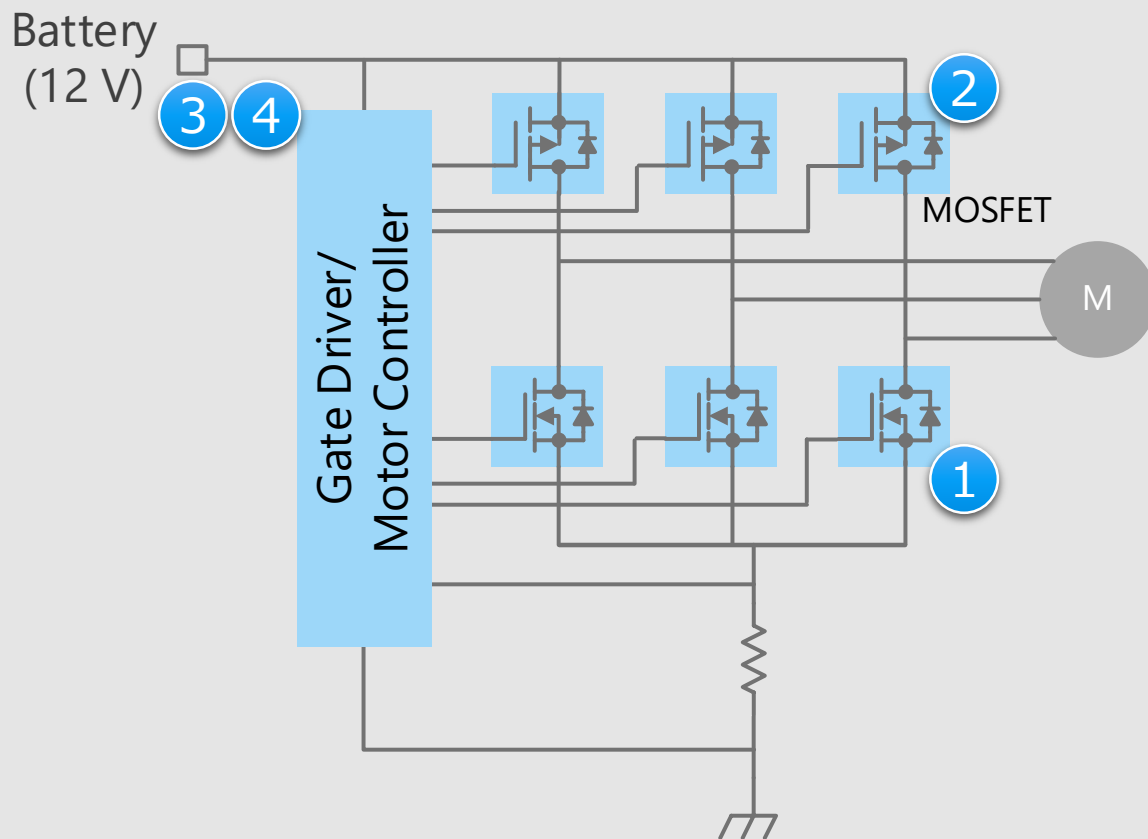 Battery
(12 V)
3
4
2
MOSFET
Gate Driver/
Motor Controller
M
1